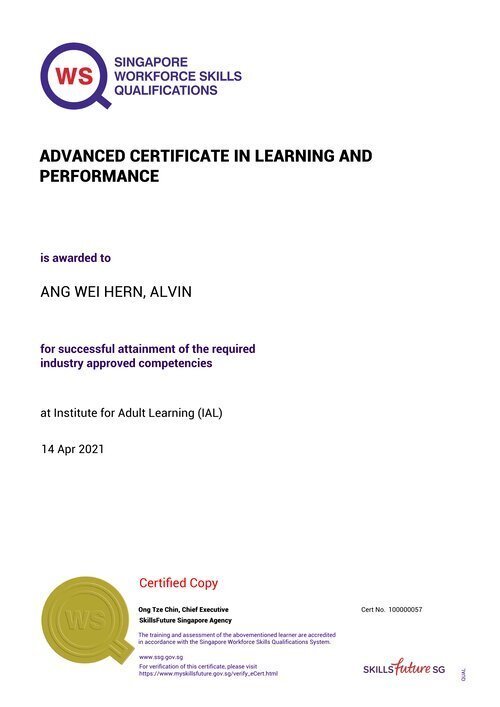 WS
SINGAPORE
WORKFORCE SKILLS
QUALIFICATIONS
ADVANCED CERTIFICATE IN LEARNING AND
PERFORMANCE
is awarded to
ANG WEI HERN, ALVIN
for successful attainment of the required
industry approved competencies
at Institute for Adult Learning (IAL)
14 Apr 2021
WS
Certified Copy
Ong Tze Chin, Chief Executive
SkillsFuture Singapore Agency
Cert No. 100000057
The training and assessment of the abovementioned learner are accredited
in accordance with the Singapore Workforce Skills Qualifications System.
www.ssg.gov.sg
For verification of this certificate, please visit
https://www.myskillsfuture.gov.sg/verify_eCert.html
SKILLSfuture SG
QUAL